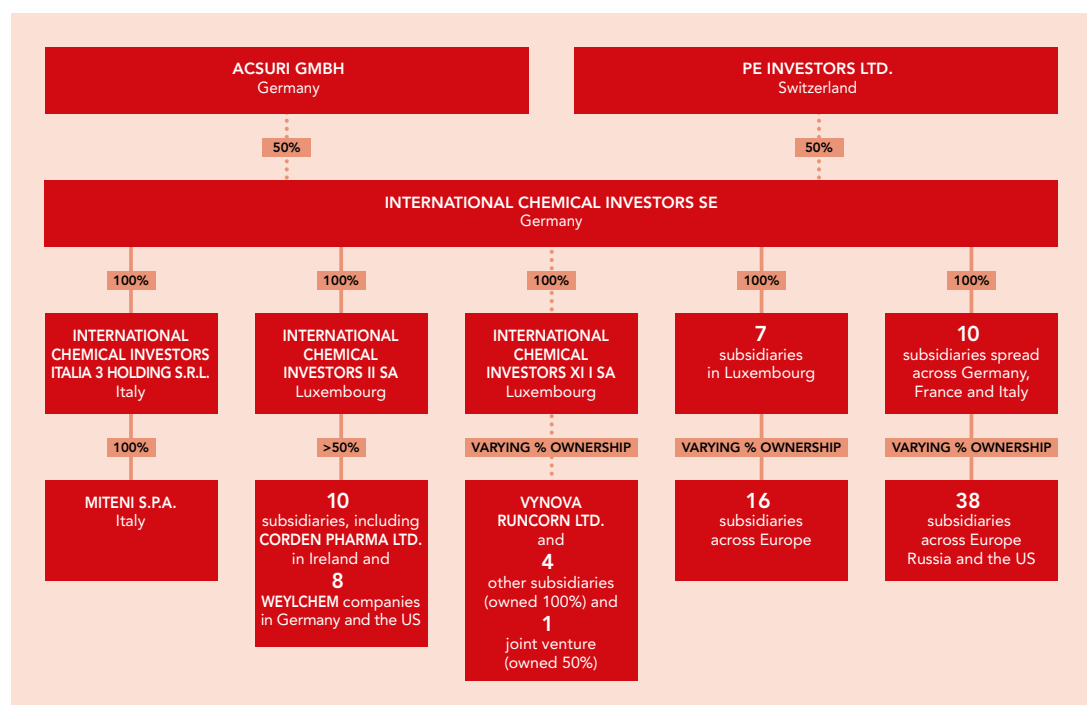 ACSURI GMBH
Germany
PE INVESTORS LTD.
Switzerland
50%
50%
INTERNATIONAL CHEMICAL INVESTORS SE
Germany
100%
100%
100%
100%
100%
INTERNATIONAL
CHEMICAL INVESTORS
ITALIA 3 HOLDING S.R.L.
Italy
INTERNATIONAL
CHEMICAL
INVESTORS II SA
Luxembourg
INTERNATIONAL
CHEMICAL
INVESTORS XI I SA
Luxembourg
7
subsidiaries
in Luxembourg
10
subsidiaries spread
across Germany,
France and Italy
100%
>50%
VARYING % OWNERSHIP
VARYING % OWNERSHIP
VARYING % OWNERSHIP
MITENI S.P.A.
Italy
10
subsidiaries, including
CORDEN PHARMA LTD.
in Ireland and
8
WEYLCHEM companies
in Germany and the US
VYNOVA
RUNCORN LTD.
and
4
other subsidiaries
(owned 100%) and
1
joint venture
(owned 50%)
16
subsidiaries
across Europe
38
subsidiaries
across Europe
Russia and the US